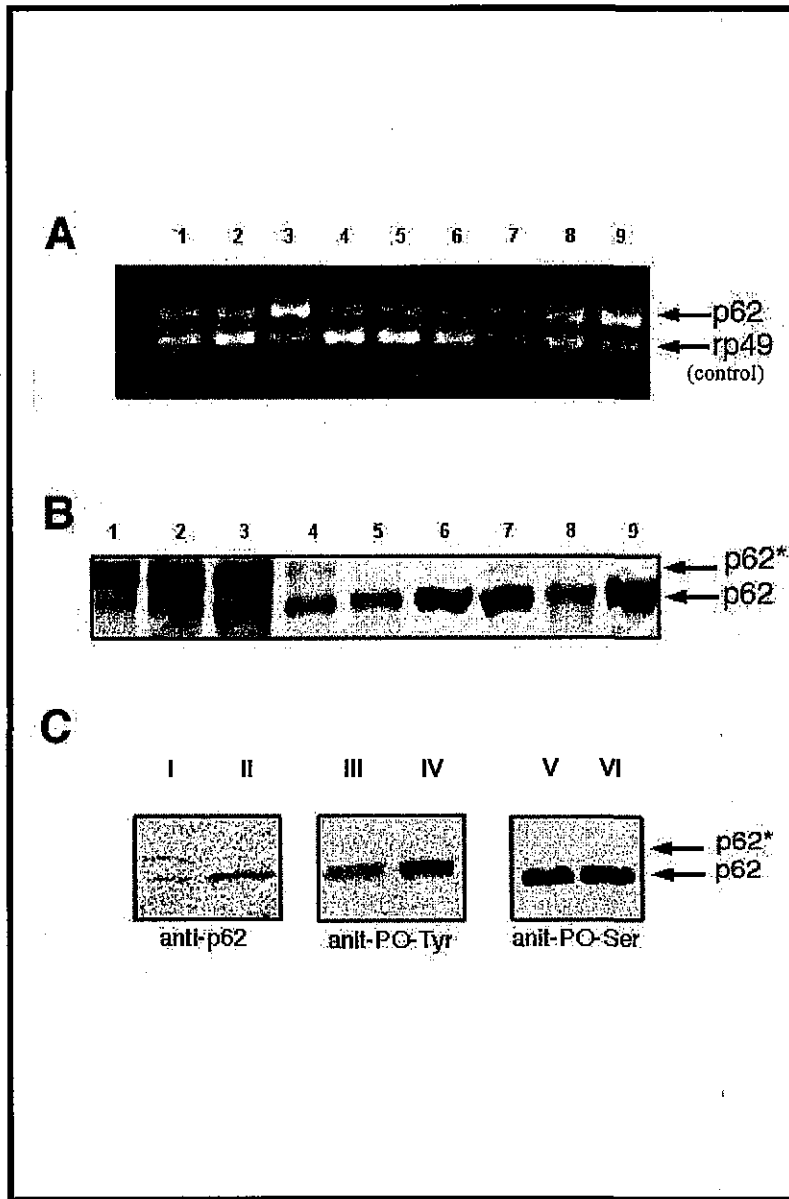 A
1 2 3 4 5 6 7 8 9
p62
rp49
(control)
B
1 2 3 4 5 6 7 8 9
p62*
p62
C
I II III IV V VI
p62*
p62
anti-p62 anit-PO-Tyr anit-PO-Ser